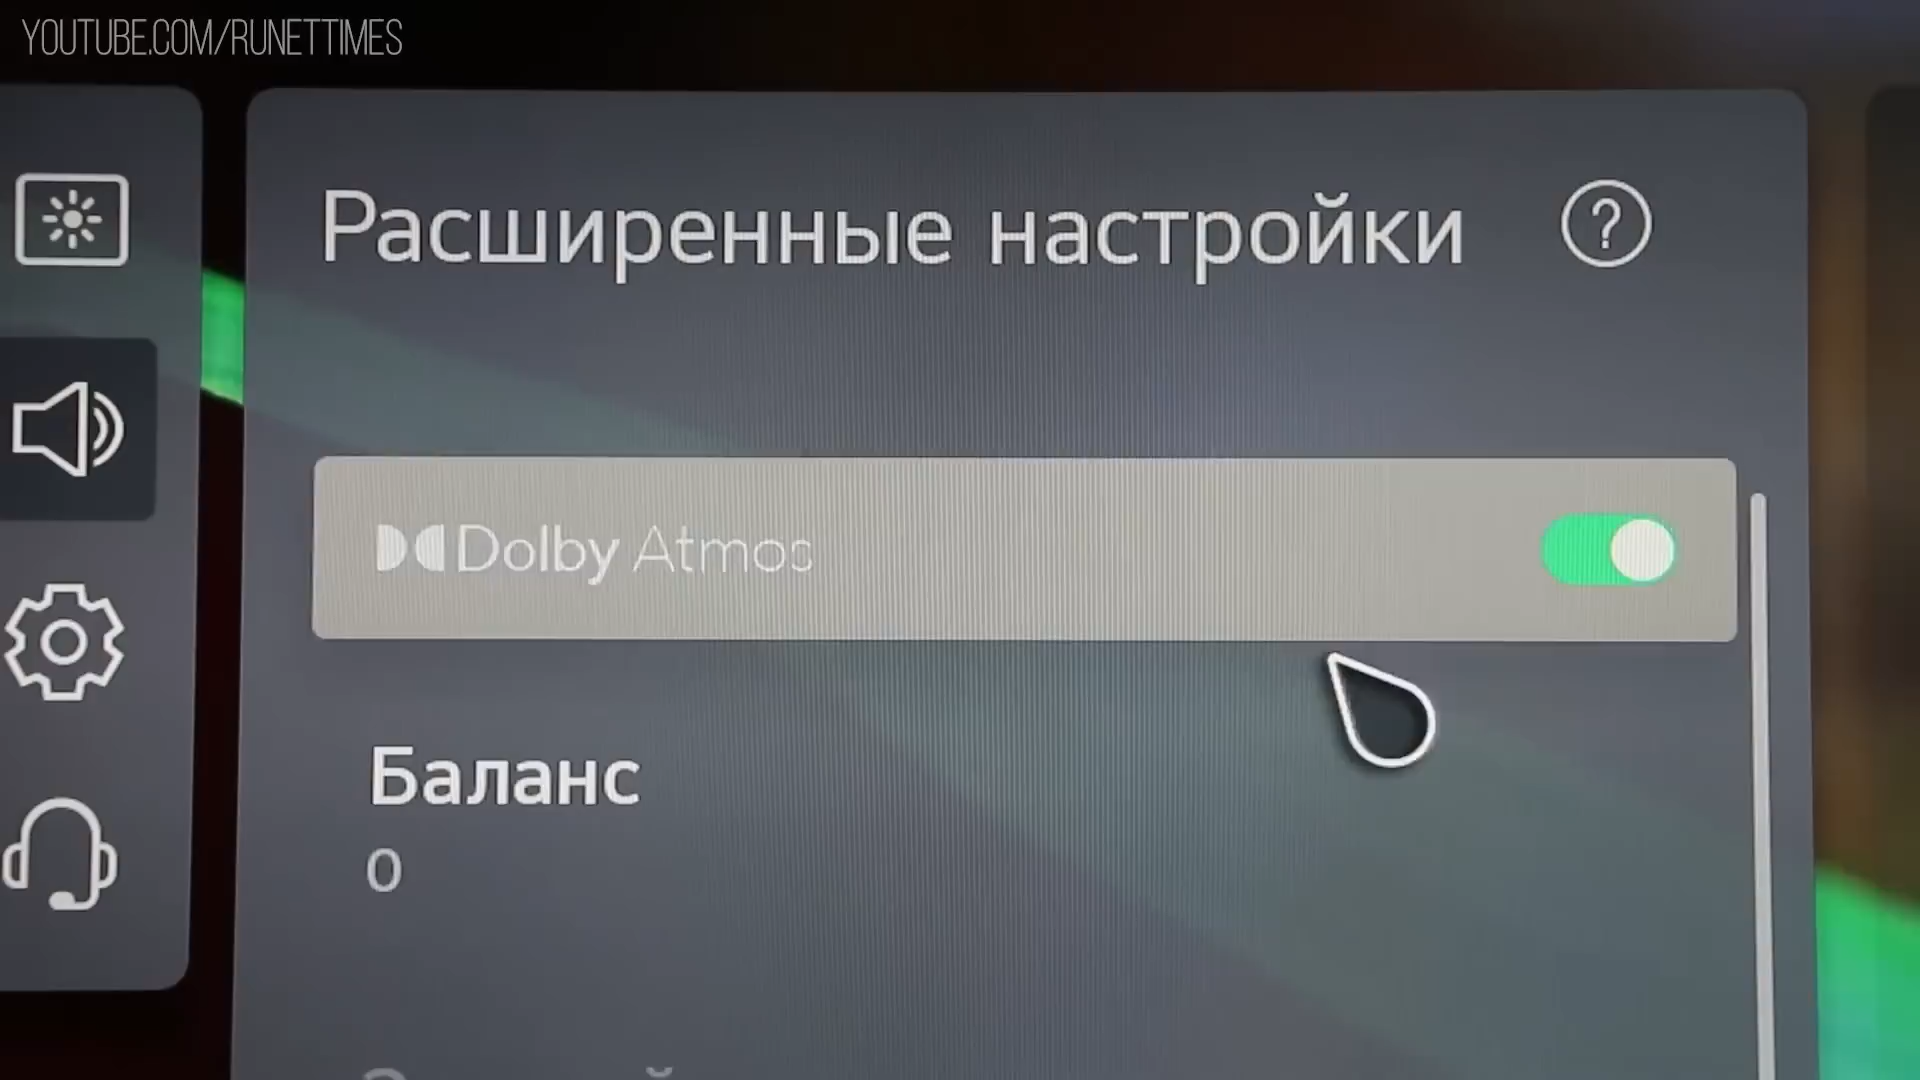 YOUTUBE.COM/RUNETTIMES
Расширенные настройки
Dolby Atmos
Баланс
0